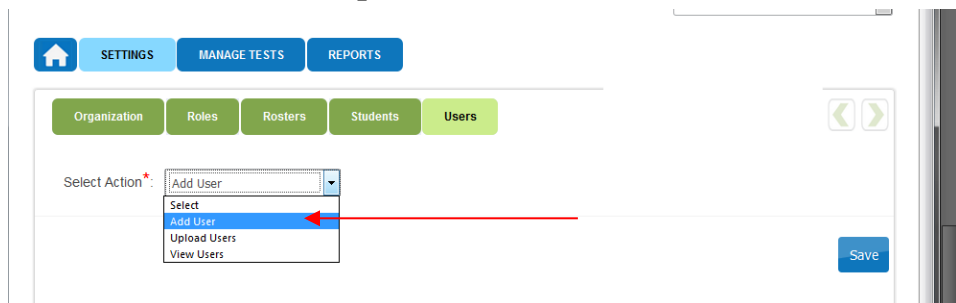 SETTINGS MANAGE TESTS REPORTS
Organization Roles Rosters Students Users
Select Action*: Add User
Select
Add User
Upload Users
View Users
Save